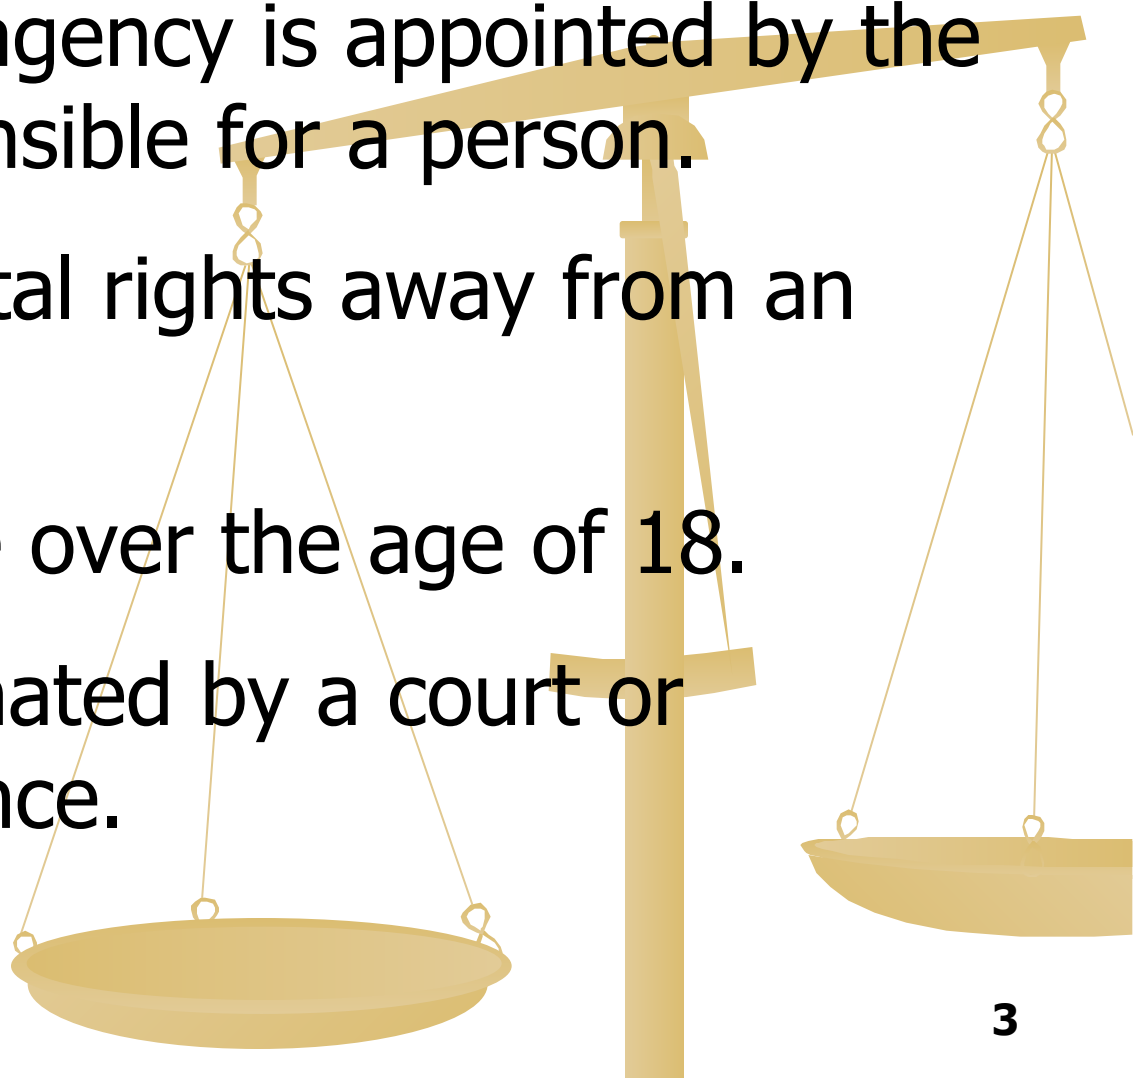 agency is appointed by the
nsible for a person.
tal rights away from an
over the age of 18.
nated by a court or
nce.
3